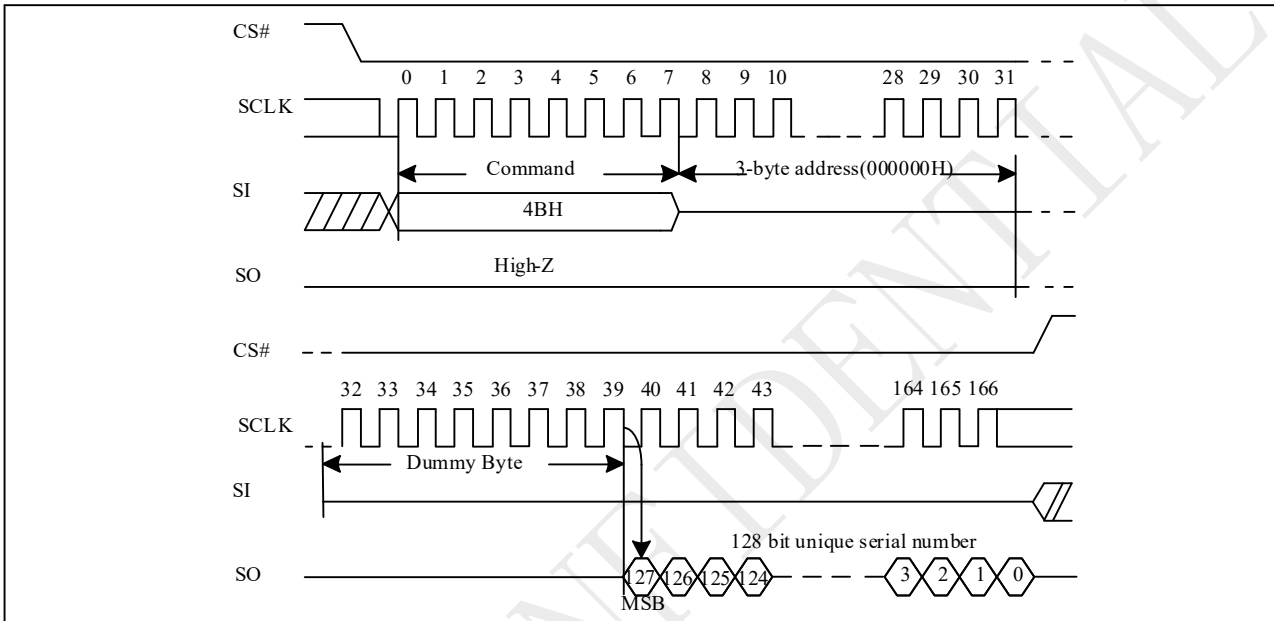 CS#
0 1 2 3 4 5 6 7 8 9 10 28 29 30 31
SCLK
Command 3-byte address(000000H)
SI
4BH
High-Z
SO
CS#
32 33 34 35 36 37 38 39 40 41 42 43 164 165 166
SCLK
Dummy Byte
SI
128 bit unique serial number
SO 127 126 125 124 3 2 1 0
MSB